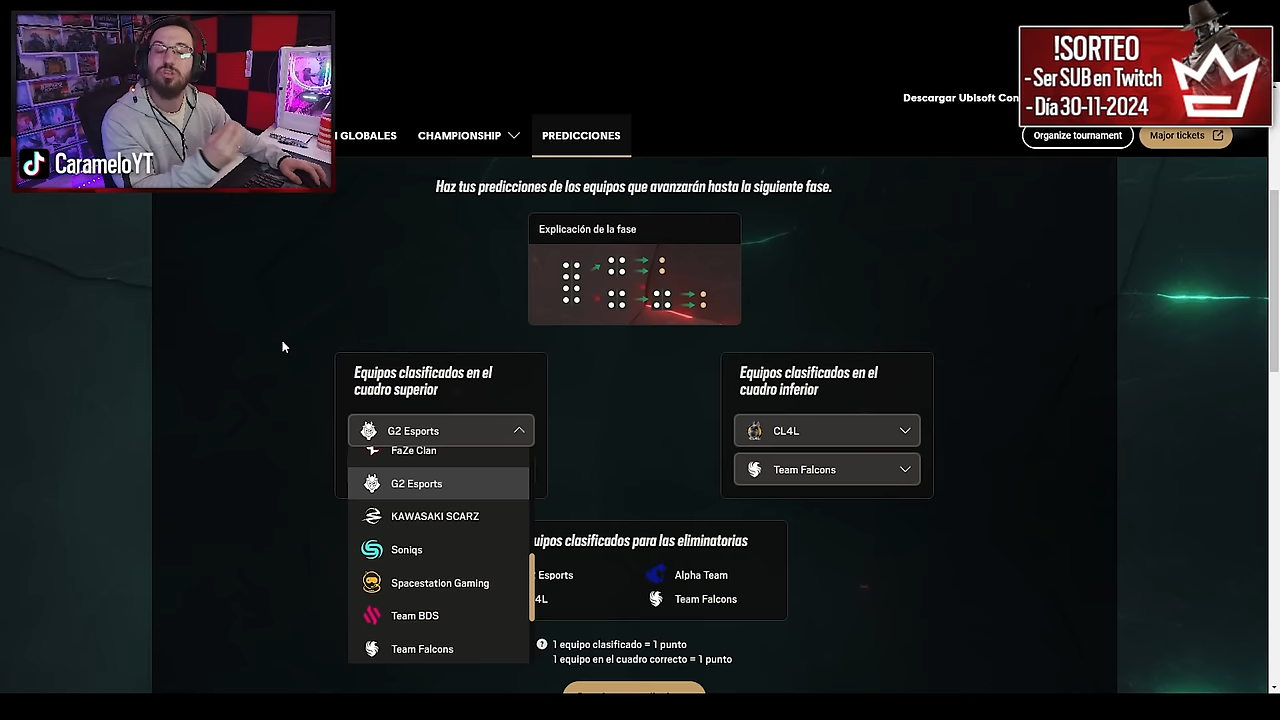 !SORTEO
- Ser SUB en Twitch
- Día 30-11-2024
CarameloYT
Descargar Ubisoft Con
GLOBALES
CHAMPIONSHIP
PREDICCIONES
Organize tournament
Major tickets
Haz tus predicciones de los equipos que avanzarán hasta la siguiente fase.
Explicación de la fase
Equipos clasificados en el
cuadro superior
G2 Esports
FaZe Clan
G2 Esports
KAWASAKI SCARZ
Soniqs
Spacestation Gaming
Team BDS
Team Falcons
Equipos clasificados en el
cuadro inferior
CL4L
Team Falcons
uipos clasificados para las eliminatorias
Esports
Alpha Team
4L
Team Falcons
1 equipo clasificado = 1 punto
1 equipo en el cuadro correcto = 1 punto